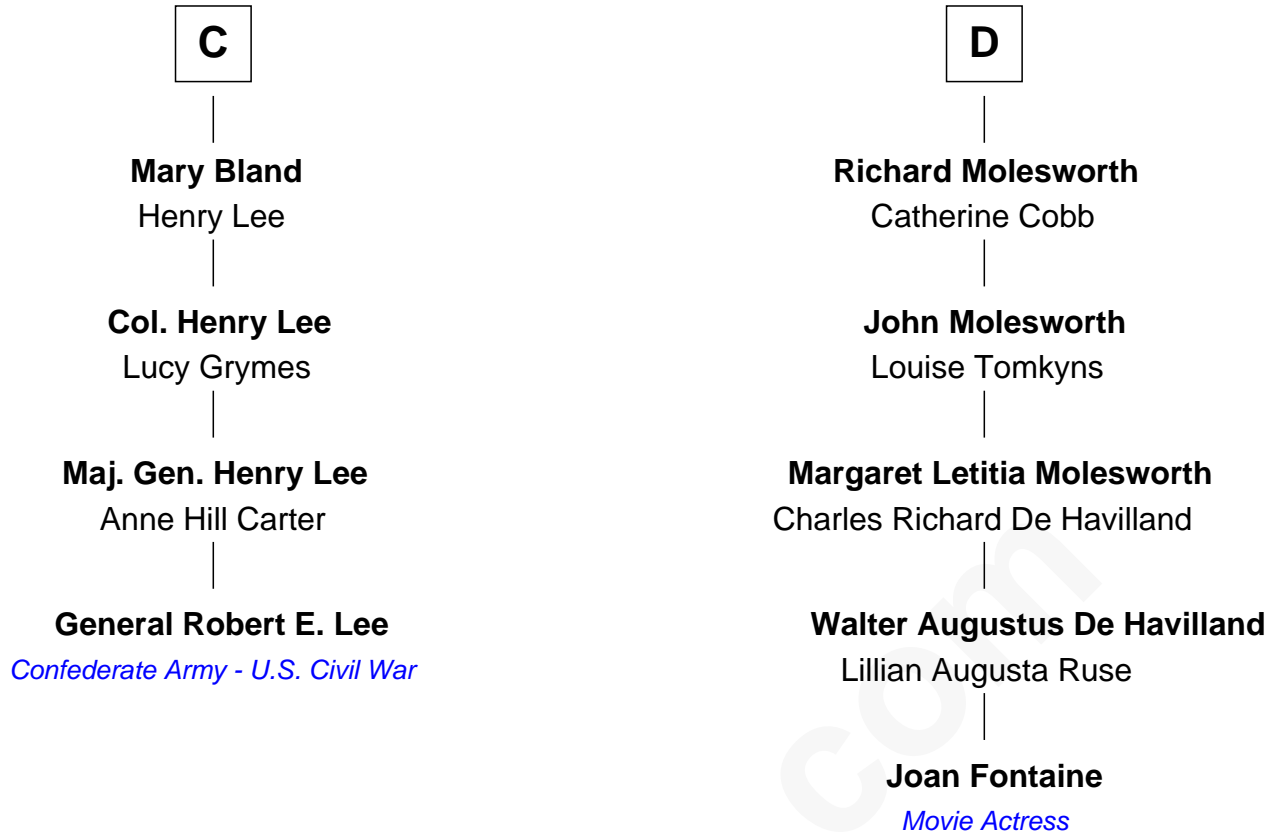 C
Mary Bland
Henry Lee
Col. Henry Lee
Lucy Grymes
Maj. Gen. Henry Lee
Anne Hill Carter
General Robert E. Lee
Confederate Army - U.S. Civil War
D
Richard Molesworth
Catherine Cobb
John Molesworth
Louise Tomkyns
Margaret Letitia Molesworth
Charles Richard De Havilland
Walter Augustus De Havilland
Lillian Augusta Ruse
Joan Fontaine
Movie Actress
com